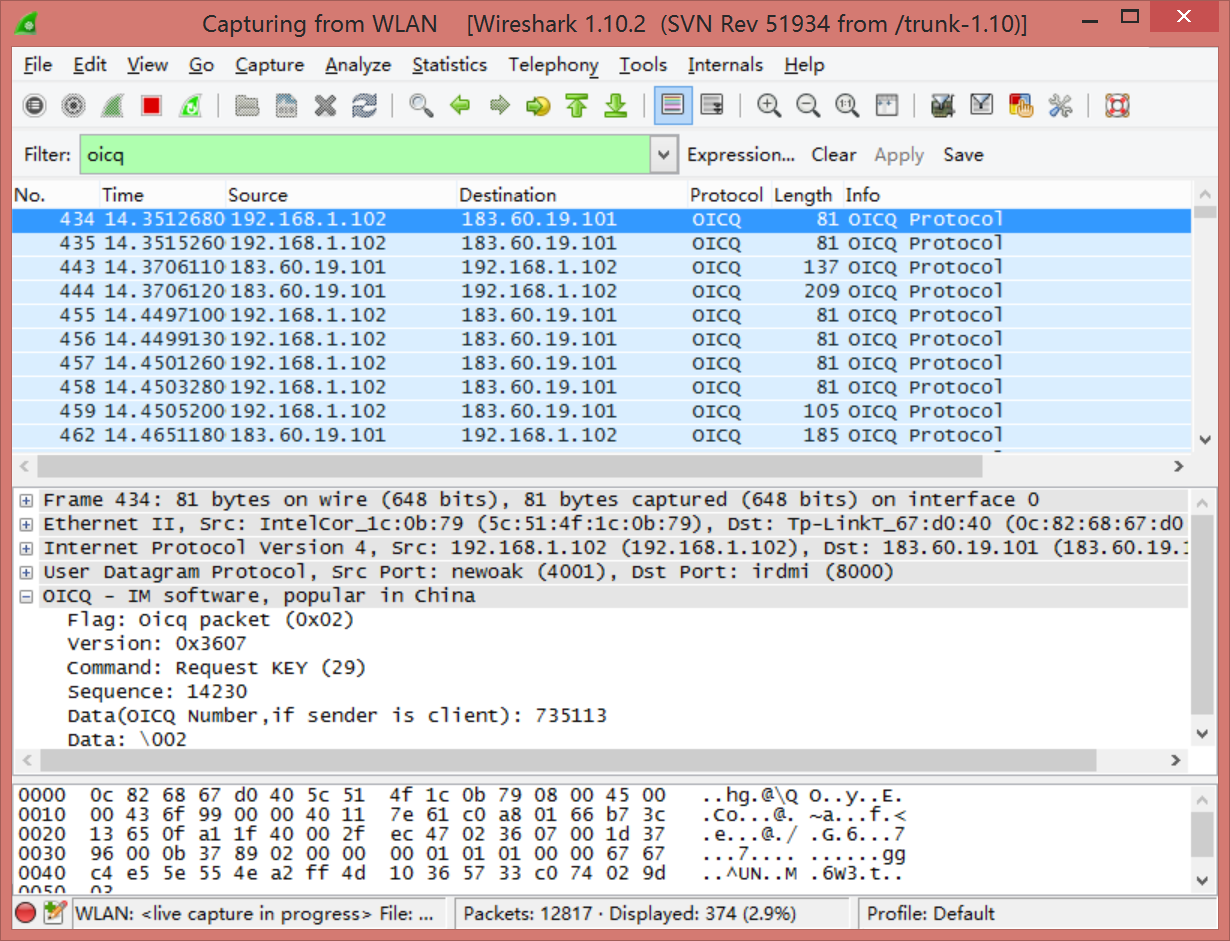 Capturing from WLAN [Wireshark 1.10.2 (SVN Rev 51934 from /trunk-1.10)]
File Edit View Go Capture Analyze Statistics Telephony Tools Internals Help
Filter: oicq Expression... Clear Apply Save
No. Time Source Destination Protocol Length Info
434 14.3512680 192.168.1.102 183.60.19.101 OICQ 81 OICQ Protocol
435 14.3515260 192.168.1.102 183.60.19.101 OICQ 81 OICQ Protocol
443 14.3706110 183.60.19.101 192.168.1.102 OICQ 137 OICQ Protocol
444 14.3706120 183.60.19.101 192.168.1.102 OICQ 209 OICQ Protocol
455 14.4497100 192.168.1.102 183.60.19.101 OICQ 81 OICQ Protocol
456 14.4499130 192.168.1.102 183.60.19.101 OICQ 81 OICQ Protocol
457 14.4501260 192.168.1.102 183.60.19.101 OICQ 81 OICQ Protocol
458 14.4503280 192.168.1.102 183.60.19.101 OICQ 81 OICQ Protocol
459 14.4505200 192.168.1.102 183.60.19.101 OICQ 105 OICQ Protocol
462 14.4651180 183.60.19.101 192.168.1.102 OICQ 185 OICQ Protocol
Frame 434: 81 bytes on wire (648 bits), 81 bytes captured (648 bits) on interface 0
Ethernet II, Src: IntelCor_1c:0b:79 (5c:51:4f:1c:0b:79), Dst: Tp-LinkT_67:d0:40 (0c:82:68:67:d0
Internet Protocol Version 4, Src: 192.168.1.102 (192.168.1.102), Dst: 183.60.19.101 (183.60.19.1
User Datagram Protocol, Src Port: newoak (4001), Dst Port: irdmi (8000)
OICQ - IM software, popular in China
Flag: Oicq packet (0x02)
Version: 0x3607
Command: Request KEY (29)
Sequence: 14230
Data(OICQ Number,if sender is client): 735113
Data: \002
0000 0c 82 68 67 d0 40 5c 51 4f 1c 0b 79 08 00 45 00 ..hg.@\Q O..y..E.
0010 00 43 6f 99 00 00 40 11 7e 61 c0 a8 01 66 b7 3c .Co...@. ~a...f.<
0020 13 65 0f a1 1f 40 00 2f ec 47 02 36 07 00 1d 37 .e...@./ .G.6...7
0030 96 00 0b 37 89 02 00 00 00 01 01 01 00 00 67 67 ...7.... ......gg
0040 c4 e5 5e 55 4e a2 ff 4d 10 36 57 33 c0 74 02 9d ..^UN..M .6W3.t..
0050 03
WLAN: <live capture in progress> File: ... Packets: 12817 · Displayed: 374 (2.9%) Profile: Default